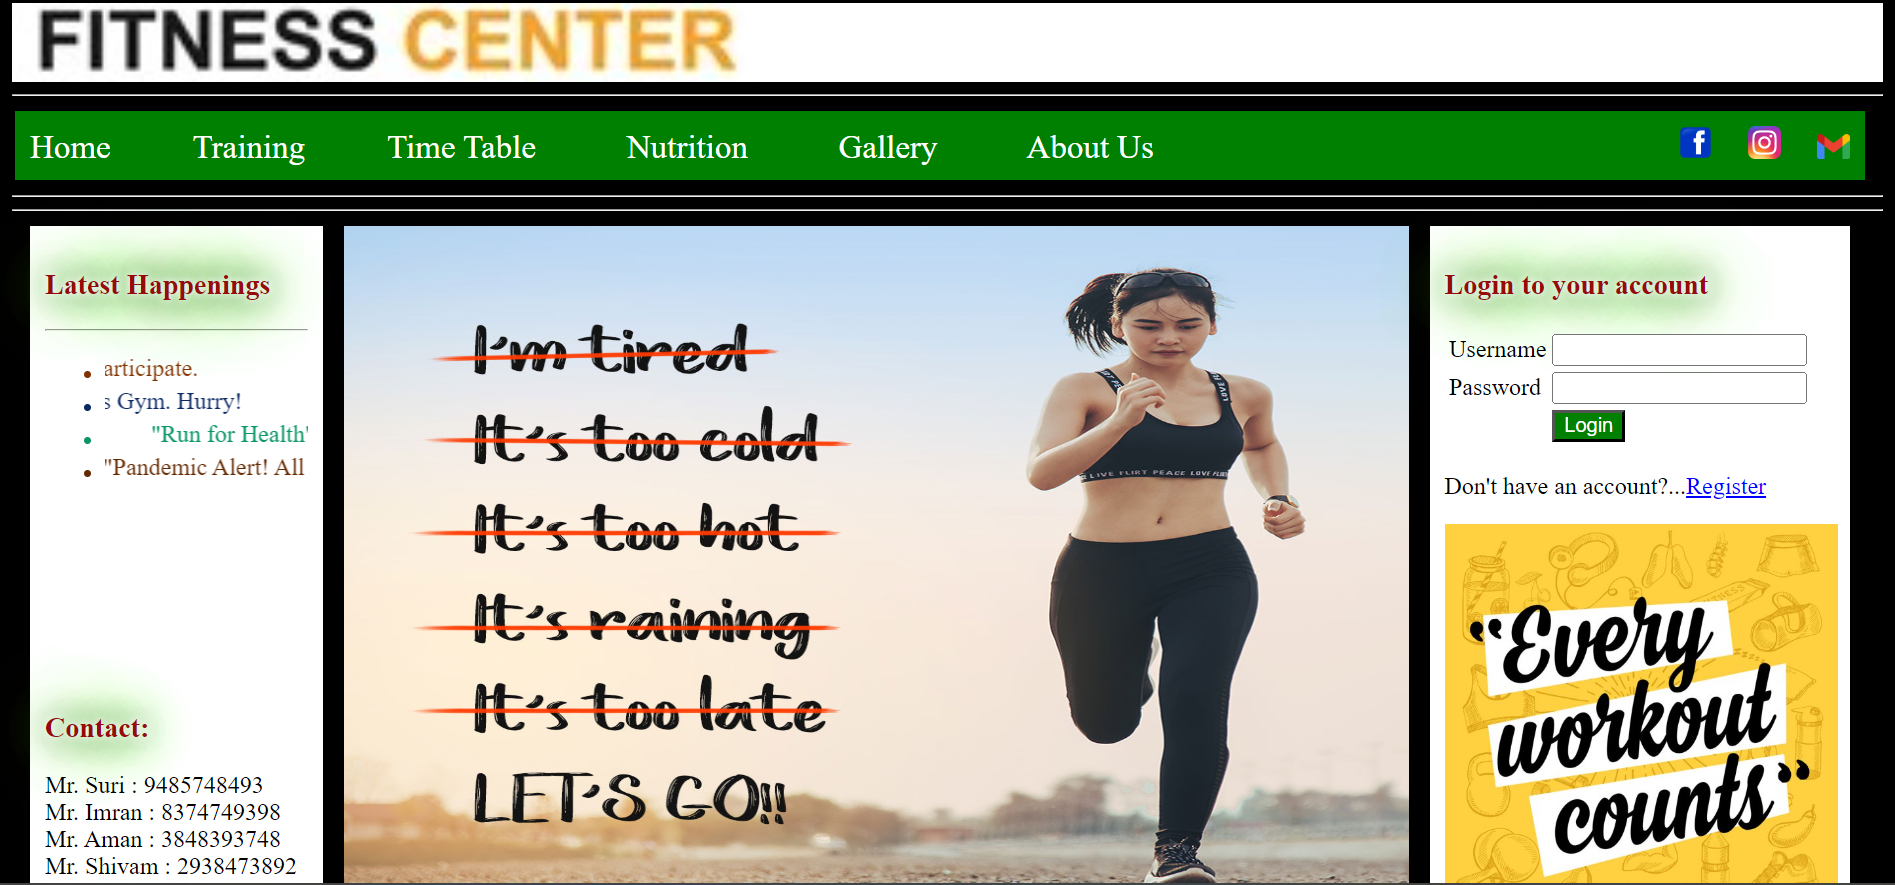 FITNESS CENTER
Home Training Time Table Nutrition Gallery About Us
Latest Happenings
articipate.
s Gym. Hurry!
"Run for Health'
"Pandemic Alert! All
Contact:
Mr. Suri : 9485748493
Mr. Imran : 8374749398
Mr. Aman : 3848393748
Mr. Shivam : 2938473892
I'm tired
It's too cold
It's too hot
It's raining
It's too late
LET'S GO!!
LIVE FLIRT PEACE LOVE
Login to your account
Username
Password
Login
Don't have an account?...Register
"Every
workout
counts"